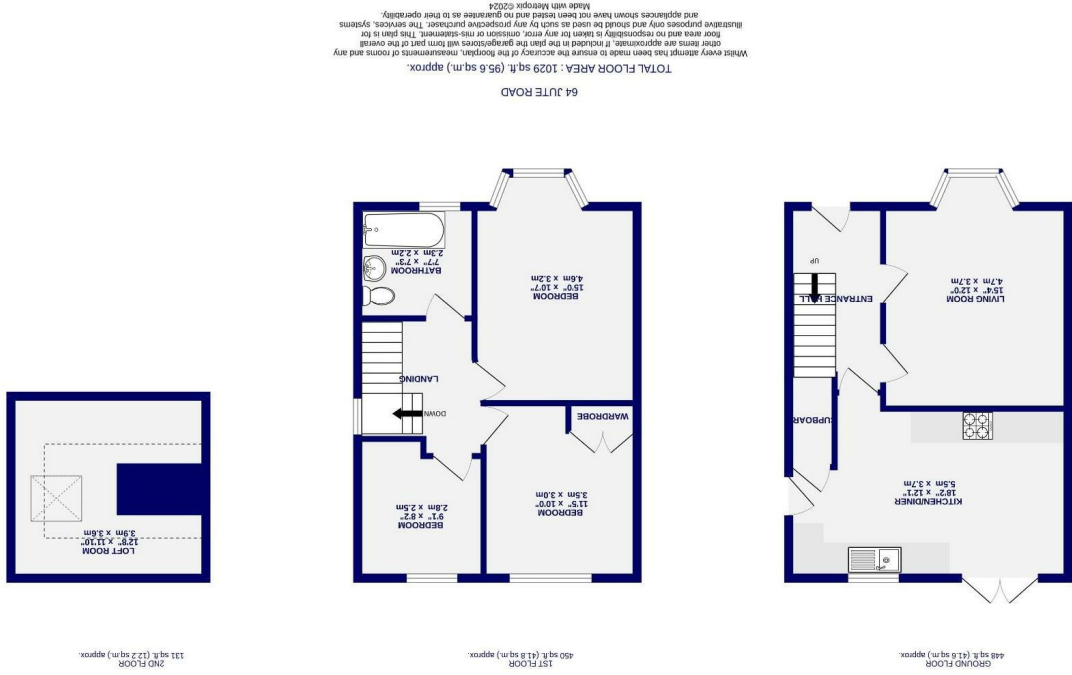 GROUND FLOOR
448 sq.ft. (41.6 sq.m.) approx.
1ST FLOOR
450 sq.ft. (41.8 sq.m.) approx.
2ND FLOOR
131 sq.ft. (12.2 sq.m.) approx.
KITCHEN/DINER
18'2" x 12'1"
5.5m x 3.7m
CUPBOARD
LIVING ROOM
15'4" x 12'0"
4.7m x 3.7m
ENTRANCE HALL
UP
BEDROOM
11'5" x 10'0"
3.5m x 3.0m
BEDROOM
9'1" x 8'2"
2.8m x 2.5m
WARDROBE
DOWN
LANDING
BEDROOM
15'0" x 10'7"
4.6m x 3.2m
BATHROOM
7'7" x 7'3"
2.3m x 2.2m
LOFT ROOM
12'8" x 11'10"
3.9m x 3.6m
64 JUTE ROAD
TOTAL FLOOR AREA : 1029 sq.ft. (95.6 sq.m.) approx.
Whilst every attempt has been made to ensure the accuracy of the floorplan, measurements of rooms and any
other items are approximate, if included in the plan the garage/stores will form part of the overall
floor area and no responsibility is taken for any error, omission or mis-statement. This plan is for
illustrative purposes only and should be used as such by any prospective purchaser. The services, systems
and appliances shown have not been tested and no guarantee as to their operability.
Made with Metropix ©2024